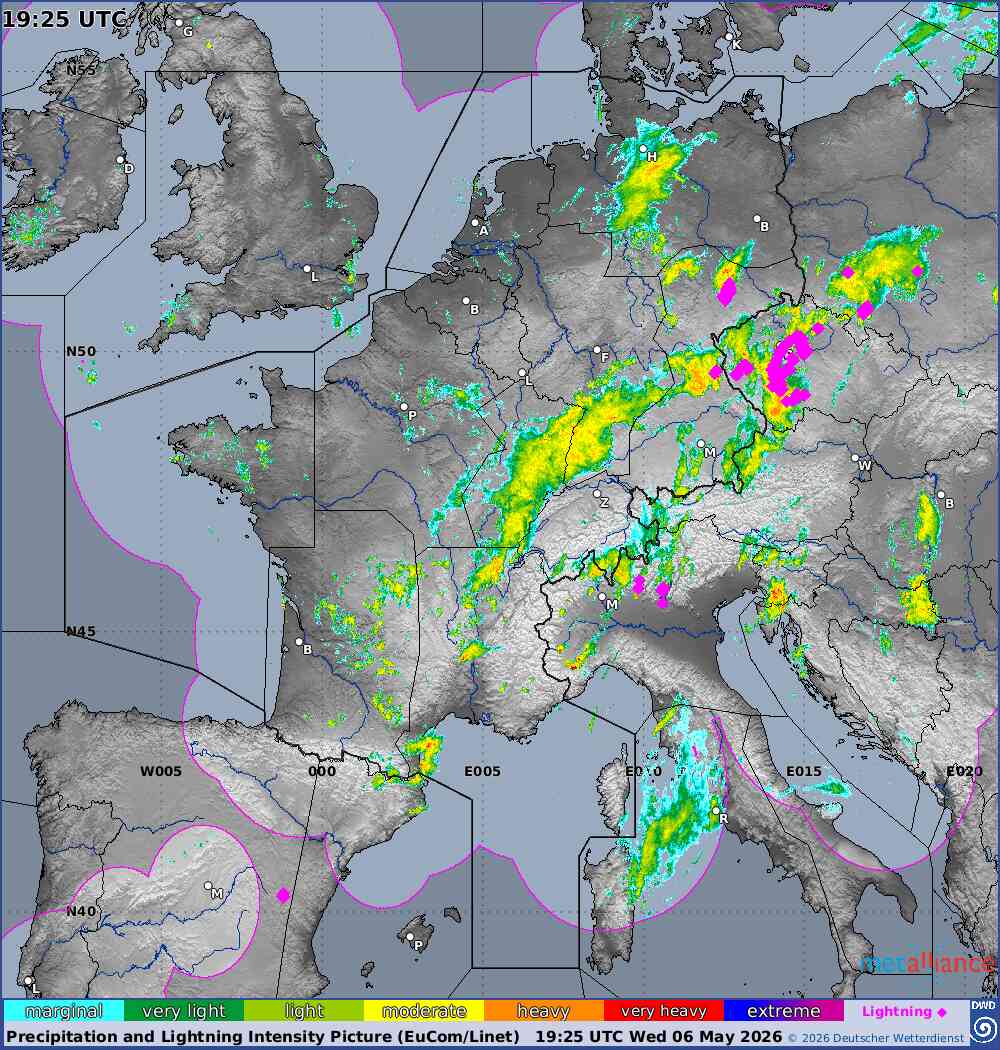 19:25 UTC
G
K
N55
H
D
A
B
L
B
N50
F
L
P
M
W
Z
B
M
N45
B
W005
000
E005
E010
E015
E020
R
M
N40
P
L
metalliance
marginal very light light moderate heavy very heavy extreme Lightning
DWD
Precipitation and Lightning Intensity Picture (EuCom/Linet) 19:25 UTC Wed 06 May 2026 © 2026 Deutscher Wetterdienst